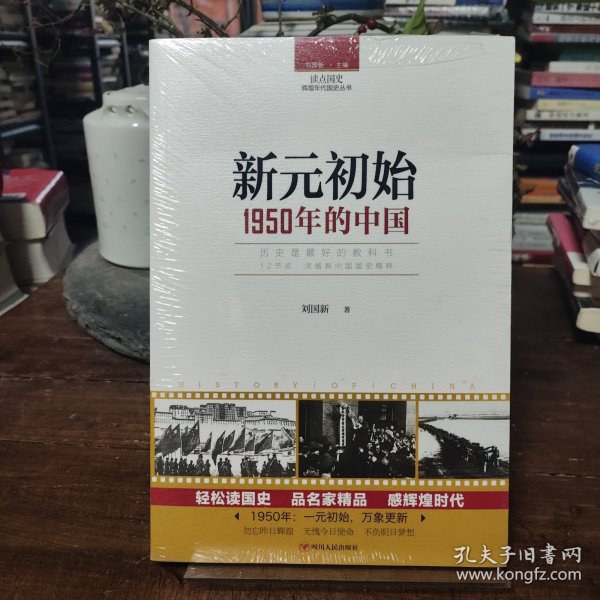 刘国新 · 主编
读点国史
辉煌年代国史丛书
新元初始
1950年的中国
历史是最好的教科书
12节点 浓缩新中国国史精粹
刘国新 著
HISTORY OF CHINA
轻松读国史 品名家精品 感辉煌时代
1950年：一元初始，万象更新
勿忘昨日辉煌 无愧今日使命 不负明日梦想
四川人民出版社
孔夫子旧书网
www.kongfz.com